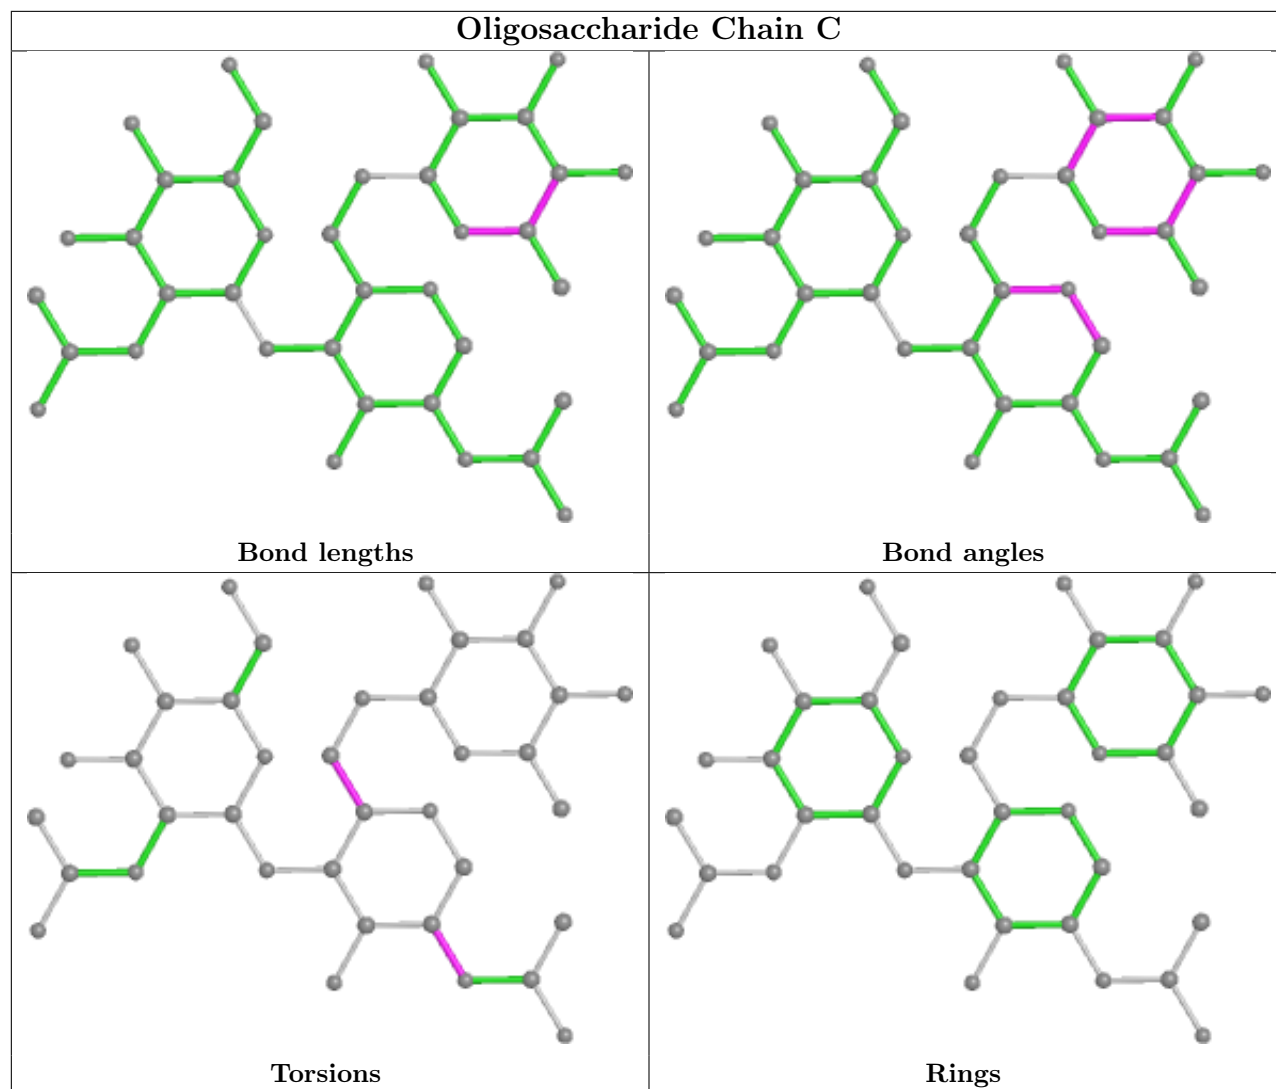 Oligosaccharide Chain C
Bond lengths
Bond angles
Torsions
Rings